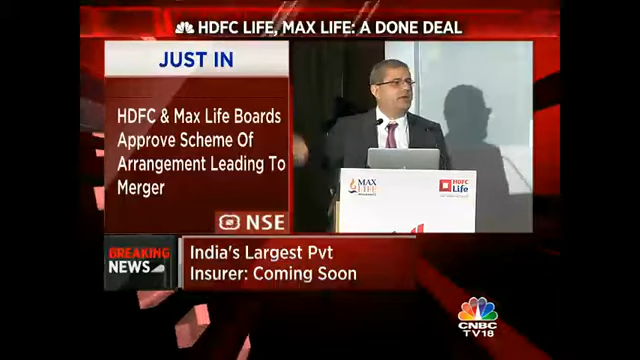 HDFC LIFE, MAX LIFE: A DONE DEAL
JUST IN
HDFC & Max Life Boards
Approve Scheme Of
Arrangement Leading To
Merger
NSE
MAX
LIFE
HDFC
Life
BREAKING
NEWS
India's Largest Pvt
Insurer: Coming Soon
CNBC
TV18